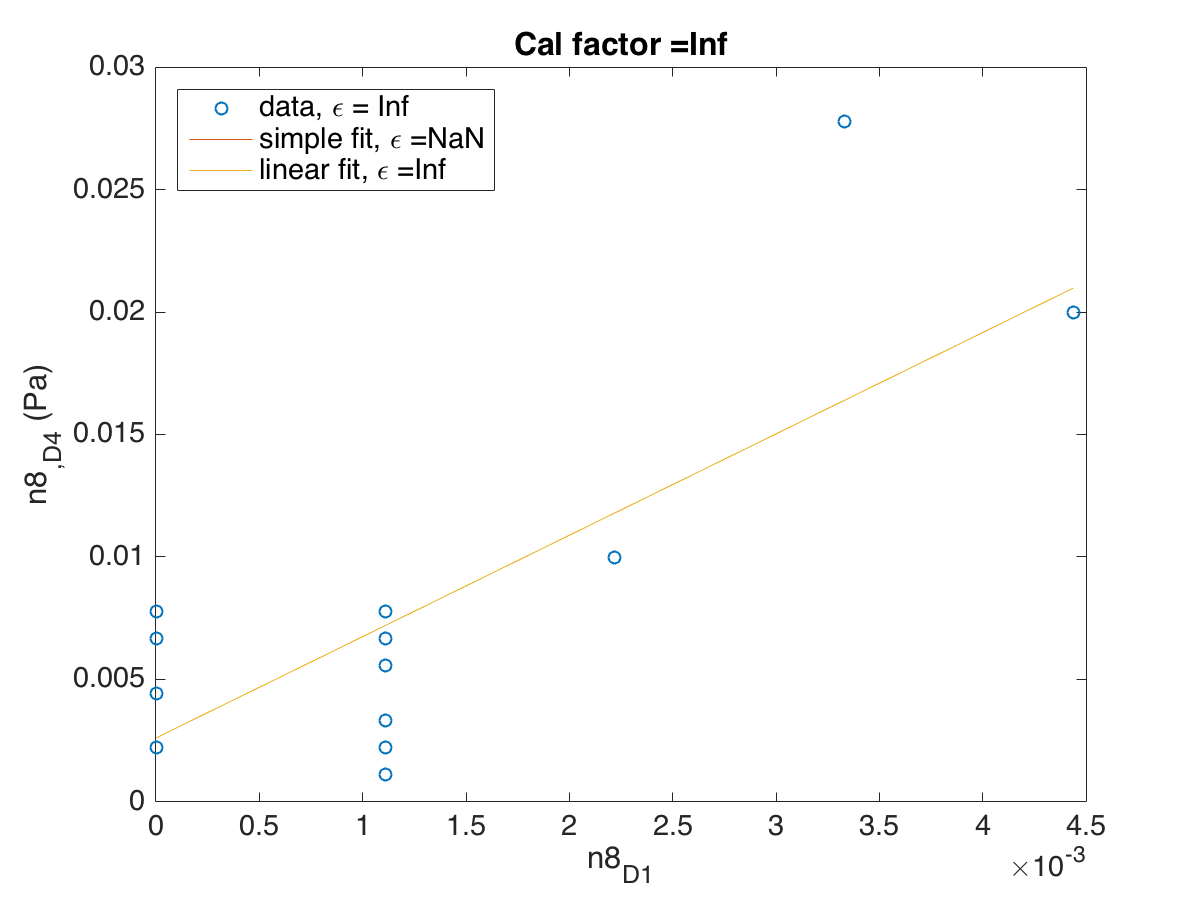 Cal factor =Inf
0.03
0.025
0.02
0.015
0.01
0.005
0
n8,D4 (Pa)
data, ϵ = Inf
simple fit, ϵ =NaN
linear fit, ϵ =Inf
0 0.5 1 1.5 2 2.5 3 3.5 4 4.5
×10-3
n8D1